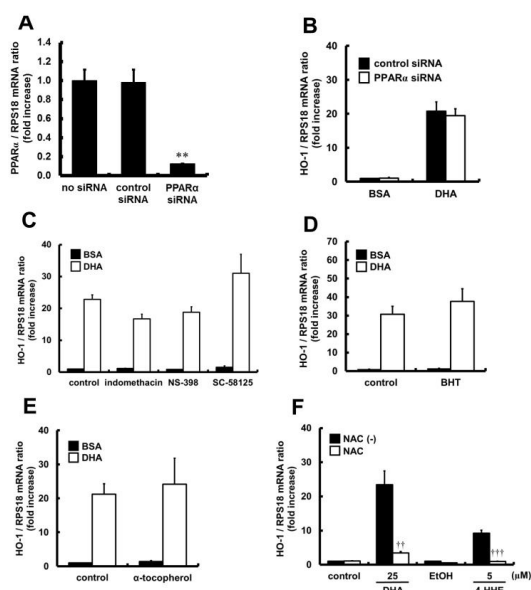 A
PPARα / RPS18 mRNA ratio
(fold increase)
1.4
1.2
1.0
0.8
0.6
0.4
0.2
0.0
**
no siRNA
control
siRNA
PPARα
siRNA
B
HO-1 / RPS18 mRNA ratio
(fold increase)
40
30
20
10
0
control siRNA
PPARα siRNA
BSA
DHA
C
HO-1 / RPS18 mRNA ratio
(fold increase)
40
30
20
10
0
BSA
DHA
control
indomethacin
NS-398
SC-58125
D
HO-1 / RPS18 mRNA ratio
(fold increase)
70
60
50
40
30
20
10
0
BSA
DHA
control
BHT
E
HO-1 / RPS18 mRNA ratio
(fold increase)
40
30
20
10
0
BSA
DHA
control
α-tocopherol
F
HO-1 / RPS18 mRNA ratio
(fold increase)
40
30
20
10
0
NAC (-)
NAC
††
†††
control
25
EtOH
5
(μM)
DHA
4-HHE